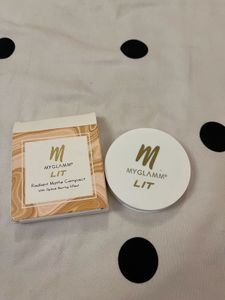 M
MYGLAMM®
LIT
Radiant Matte Compact
With Optical Blurring Effect
M
MYGLAMM®
LIT